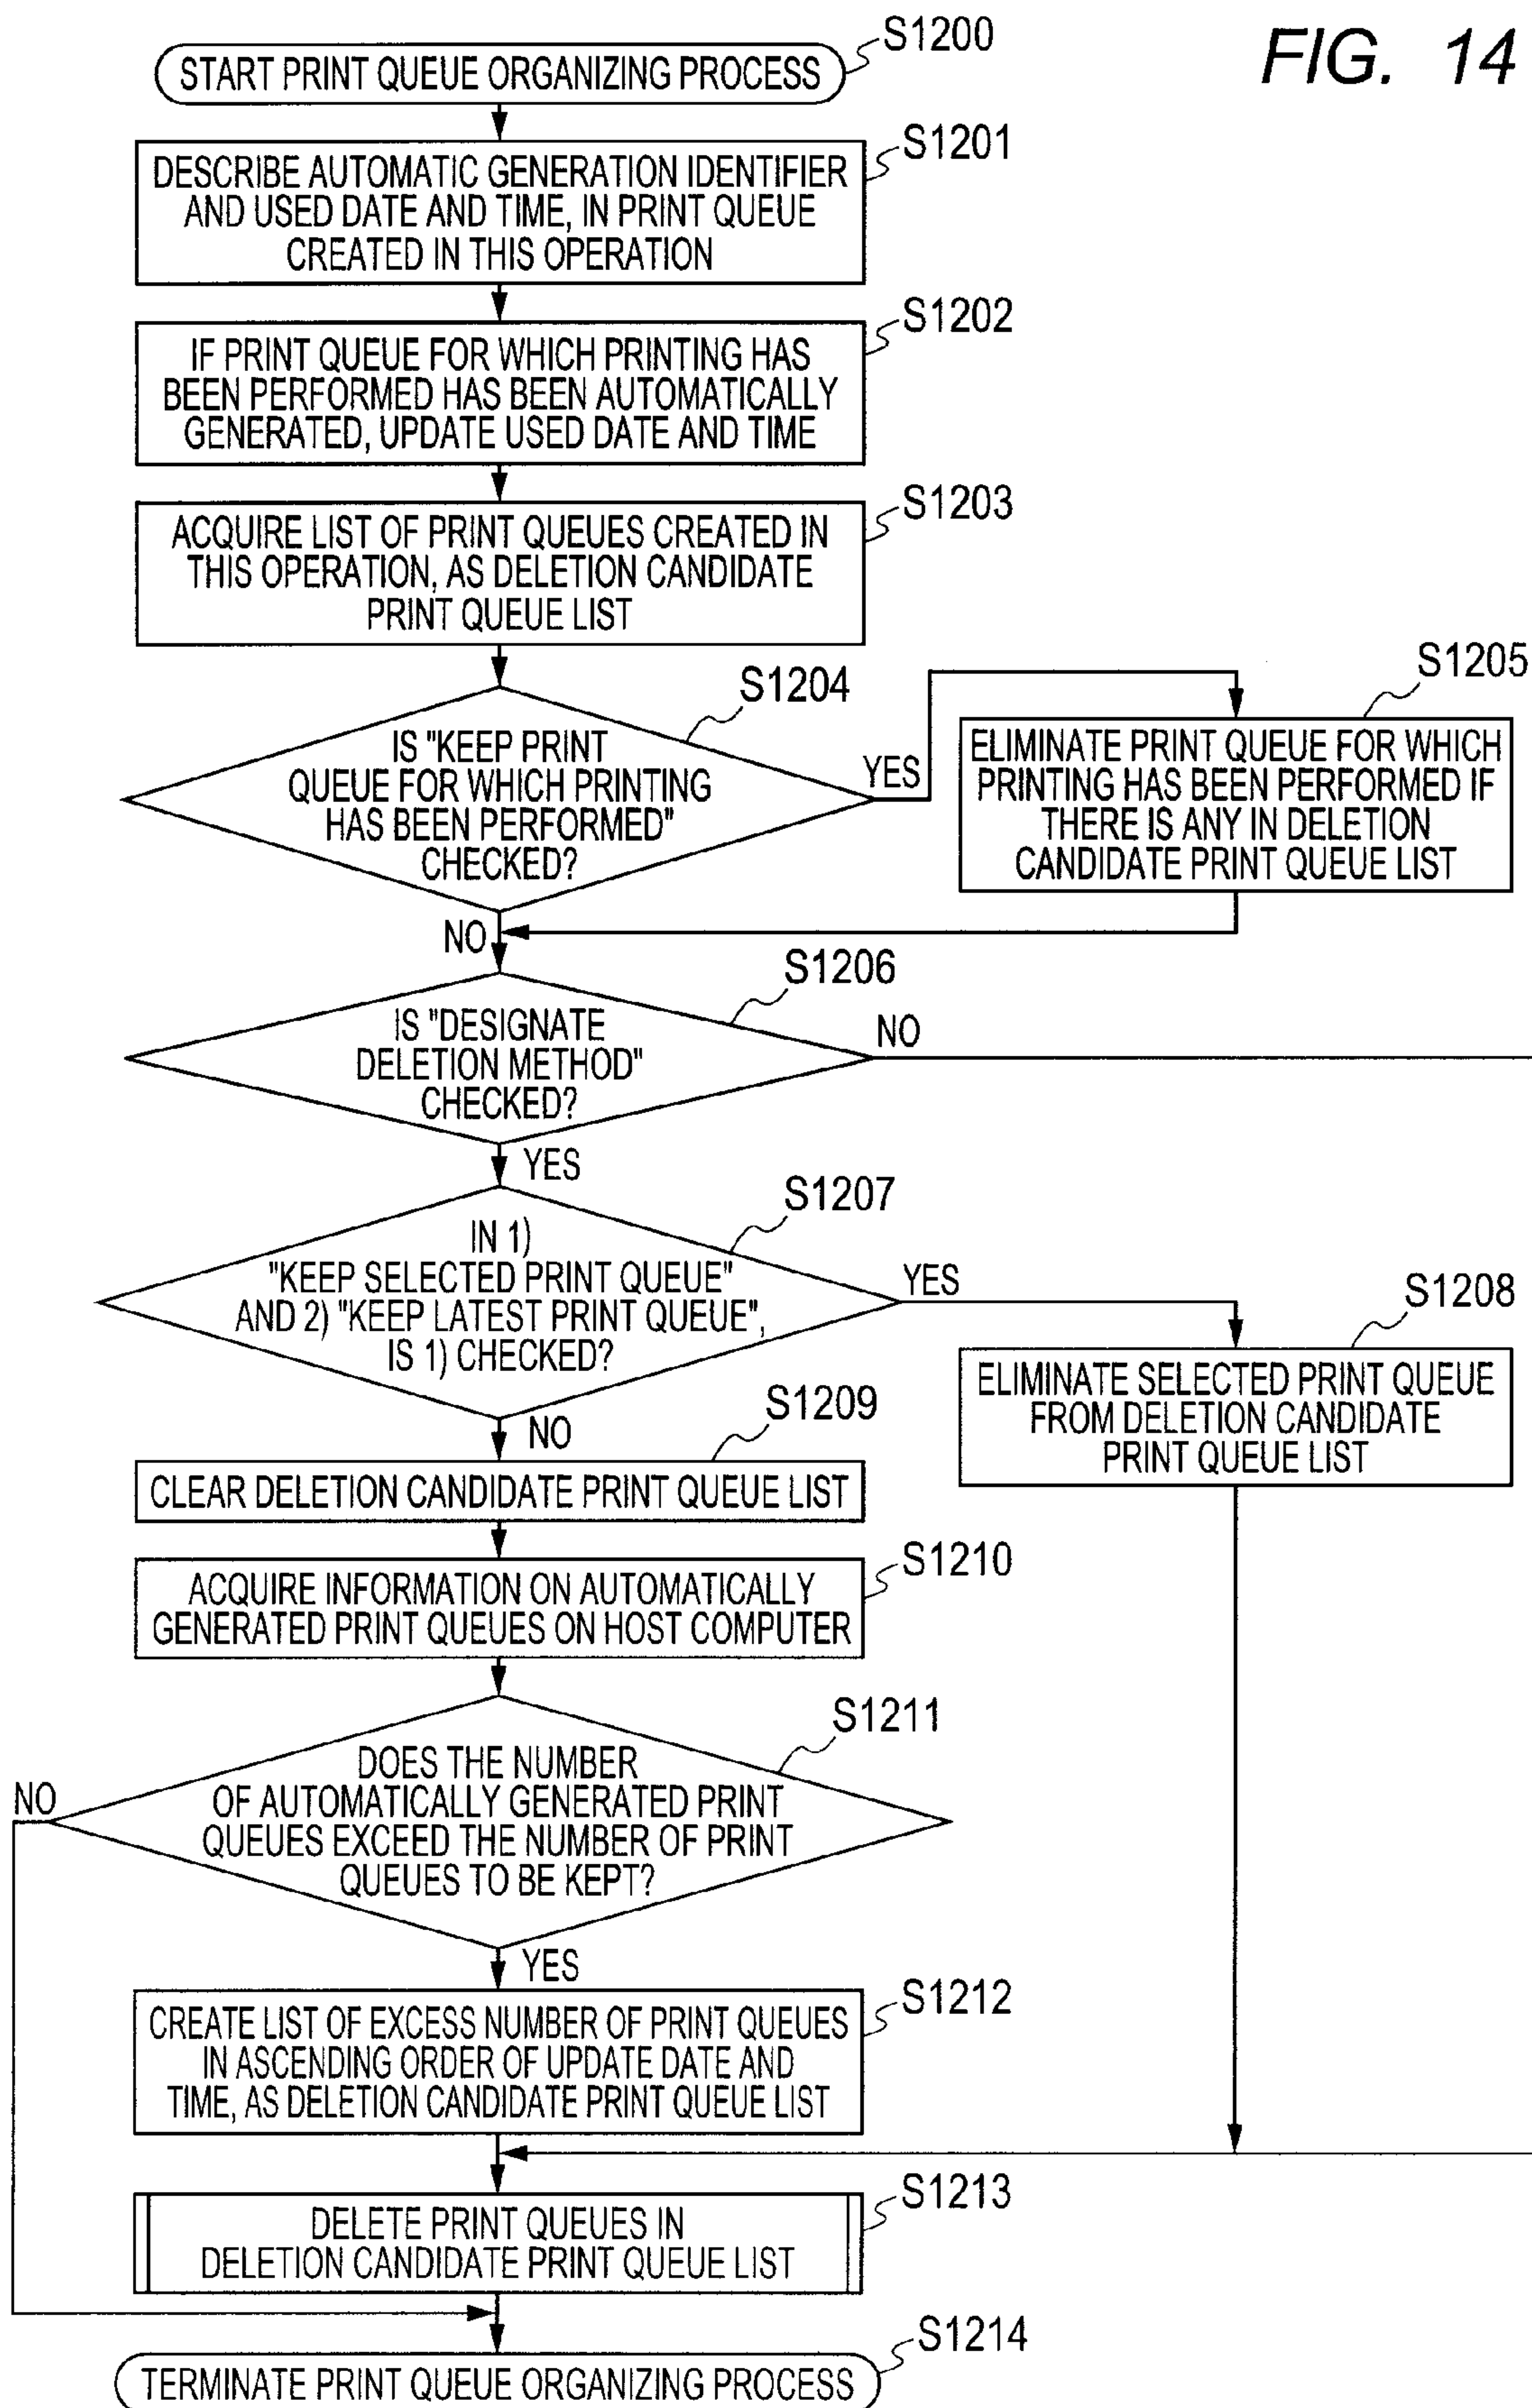 FIG. 14
S1200
START PRINT QUEUE ORGANIZING PROCESS
S1201
DESCRIBE AUTOMATIC GENERATION IDENTIFIER
AND USED DATE AND TIME, IN PRINT QUEUE
CREATED IN THIS OPERATION
S1202
IF PRINT QUEUE FOR WHICH PRINTING HAS
BEEN PERFORMED HAS BEEN AUTOMATICALLY
GENERATED, UPDATE USED DATE AND TIME
S1203
ACQUIRE LIST OF PRINT QUEUES CREATED IN
THIS OPERATION, AS DELETION CANDIDATE
PRINT QUEUE LIST
S1204
IS "KEEP PRINT
QUEUE FOR WHICH PRINTING
HAS BEEN PERFORMED"
CHECKED?
YES
S1205
ELIMINATE PRINT QUEUE FOR WHICH
PRINTING HAS BEEN PERFORMED IF
THERE IS ANY IN DELETION
CANDIDATE PRINT QUEUE LIST
NO
S1206
IS "DESIGNATE
DELETION METHOD"
CHECKED?
NO
YES
S1207
IN 1)
"KEEP SELECTED PRINT QUEUE"
AND 2) "KEEP LATEST PRINT QUEUE",
IS 1) CHECKED?
YES
S1208
ELIMINATE SELECTED PRINT QUEUE
FROM DELETION CANDIDATE
PRINT QUEUE LIST
NO
S1209
CLEAR DELETION CANDIDATE PRINT QUEUE LIST
S1210
ACQUIRE INFORMATION ON AUTOMATICALLY
GENERATED PRINT QUEUES ON HOST COMPUTER
S1211
DOES THE NUMBER
OF AUTOMATICALLY GENERATED PRINT
QUEUES EXCEED THE NUMBER OF PRINT
QUEUES TO BE KEPT?
NO
YES
S1212
CREATE LIST OF EXCESS NUMBER OF PRINT QUEUES
IN ASCENDING ORDER OF UPDATE DATE AND
TIME, AS DELETION CANDIDATE PRINT QUEUE LIST
S1213
DELETE PRINT QUEUES IN
DELETION CANDIDATE PRINT QUEUE LIST
S1214
TERMINATE PRINT QUEUE ORGANIZING PROCESS